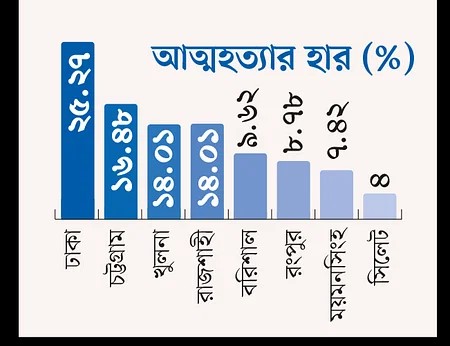 আত্মহত্যার হার (%)
২৫.২৭
১৬.৪৮
১৪.০১
১৪.০১
৯.৬২
৮.৭৮
৭.৪২
৪
ঢাকা
চট্টগ্রাম
খুলনা
রাজশাহী
বরিশাল
রংপুর
ময়মনসিংহ
সিলেট